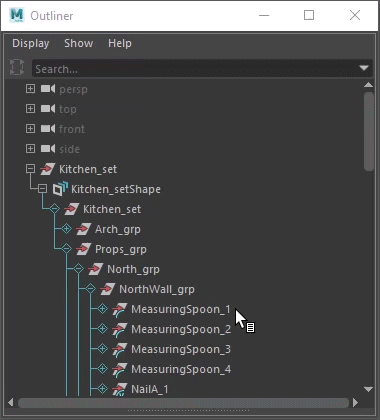 Outliner
Display Show Help
Search...
persp
top
front
side
Kitchen_set
Kitchen_setShape
Kitchen_set
Arch_grp
Props_grp
North_grp
NorthWall_grp
MeasuringSpoon_1
MeasuringSpoon_2
MeasuringSpoon_3
MeasuringSpoon_4
NailA_1